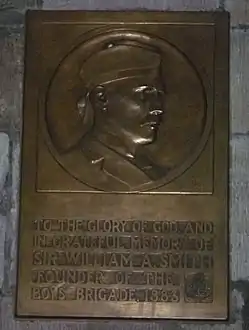 TO THE GLORY OF GOD AND
IN GRATEFUL MEMORY OF
SIR WILLIAM A. SMITH
FOUNDER OF THE
BOYS BRIGADE 1883